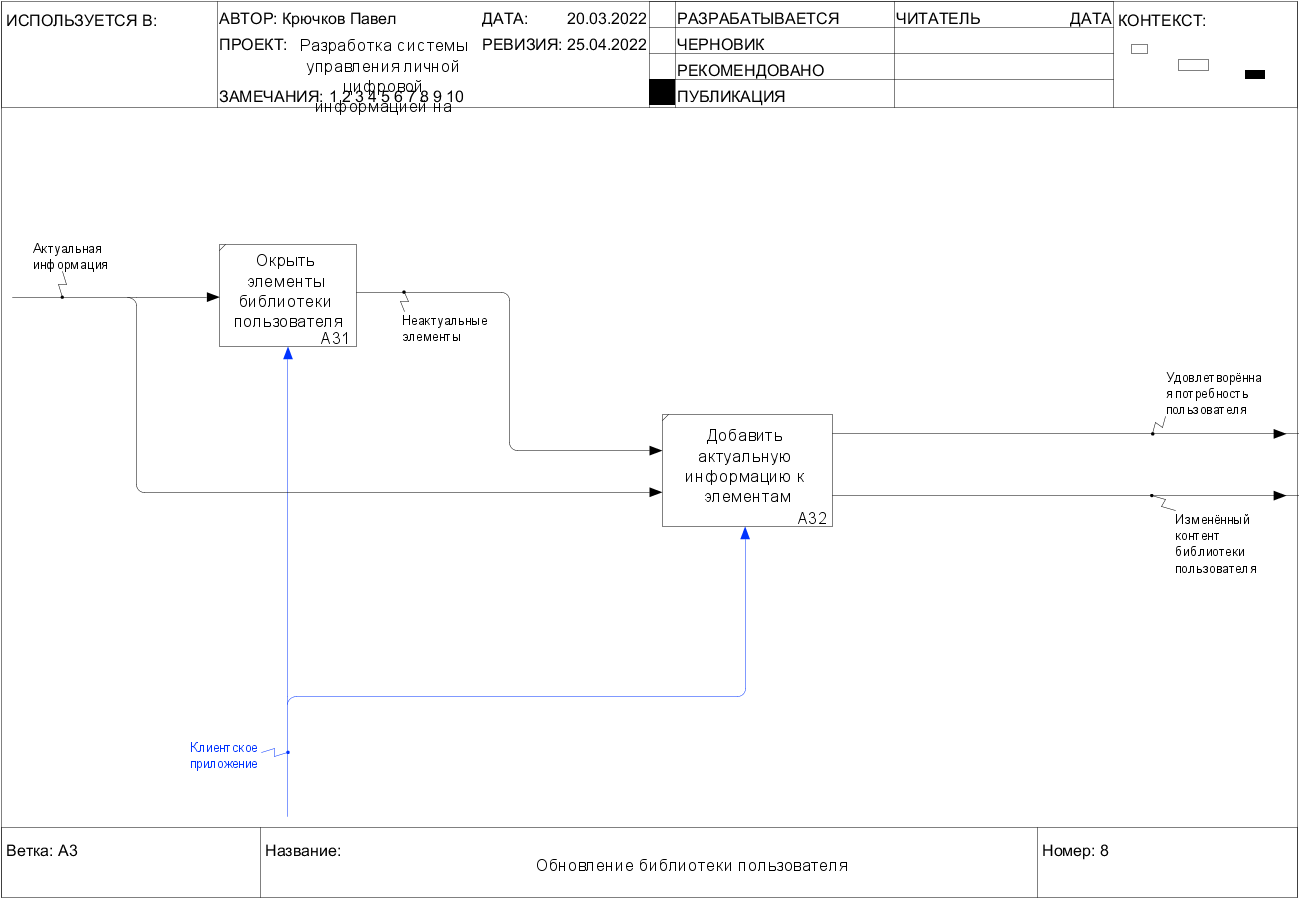 ИСПОЛЬЗУЕТСЯ В:
АВТОР: Крючков Павел
ДАТА: 20.03.2022
ПРОЕКТ: Разработка системы
управления личной
цифровой
информацией на
РЕВИЗИЯ: 25.04.2022
ЗАМЕЧАНИЯ: 1 2 3 4 5 6 7 8 9 10
РАЗРАБАТЫВАЕТСЯ
ЧЕРНОВИК
РЕКОМЕНДОВАНО
ПУБЛИКАЦИЯ
ЧИТАТЕЛЬ ДАТА
КОНТЕКСТ:
Актуальная
информация
Окрыть
элементы
библиотеки
пользователя
А31
Неактуальные
элементы
Удовлетворённа
я потребность
пользователя
Добавить
актуальную
информацию к
элементам
А32
Изменённый
контент
библиотеки
пользователя
Клиентское
приложение
Ветка: А3
Название:
Обновление библиотеки пользователя
Номер: 8